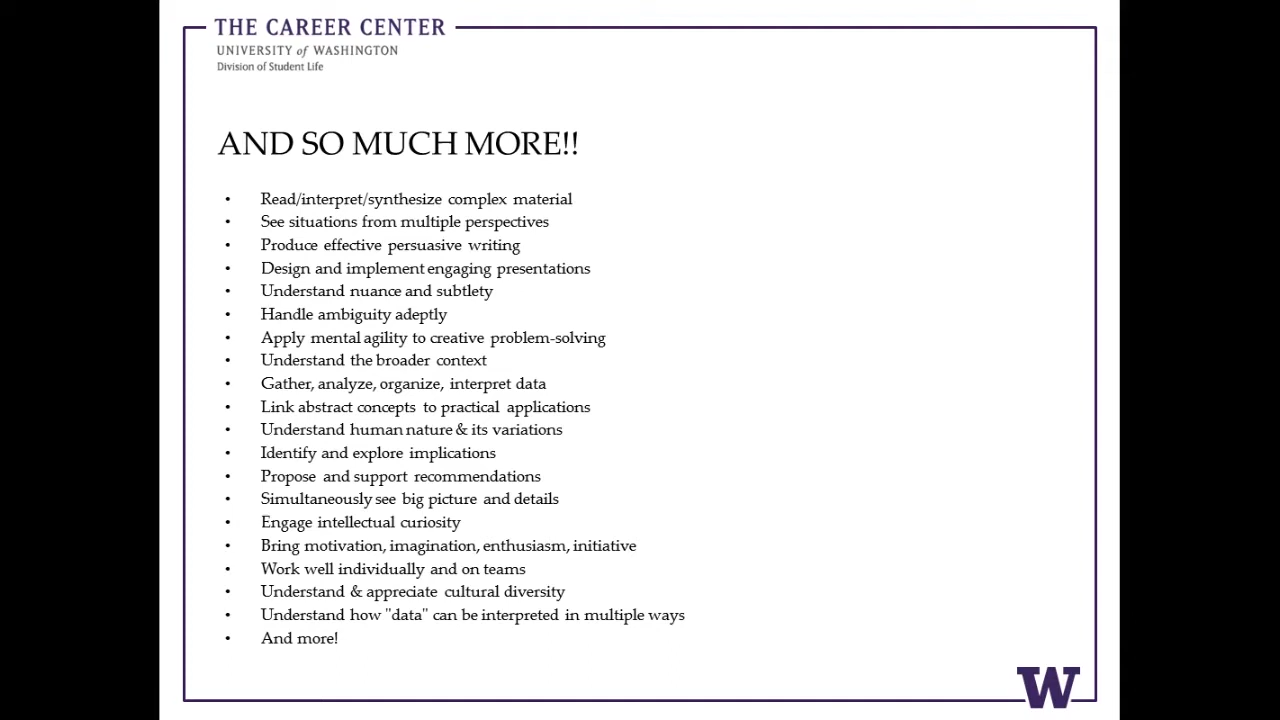 THE CAREER CENTER
UNIVERSITY of WASHINGTON
Division of Student Life
AND SO MUCH MORE!!
• Read/interpret/synthesize complex material
• See situations from multiple perspectives
• Produce effective persuasive writing
• Design and implement engaging presentations
• Understand nuance and subtlety
• Handle ambiguity adeptly
• Apply mental agility to creative problem-solving
• Understand the broader context
• Gather, analyze, organize, interpret data
• Link abstract concepts to practical applications
• Understand human nature & its variations
• Identify and explore implications
• Propose and support recommendations
• Simultaneously see big picture and details
• Engage intellectual curiosity
• Bring motivation, imagination, enthusiasm, initiative
• Work well individually and on teams
• Understand & appreciate cultural diversity
• Understand how "data" can be interpreted in multiple ways
• And more!
W